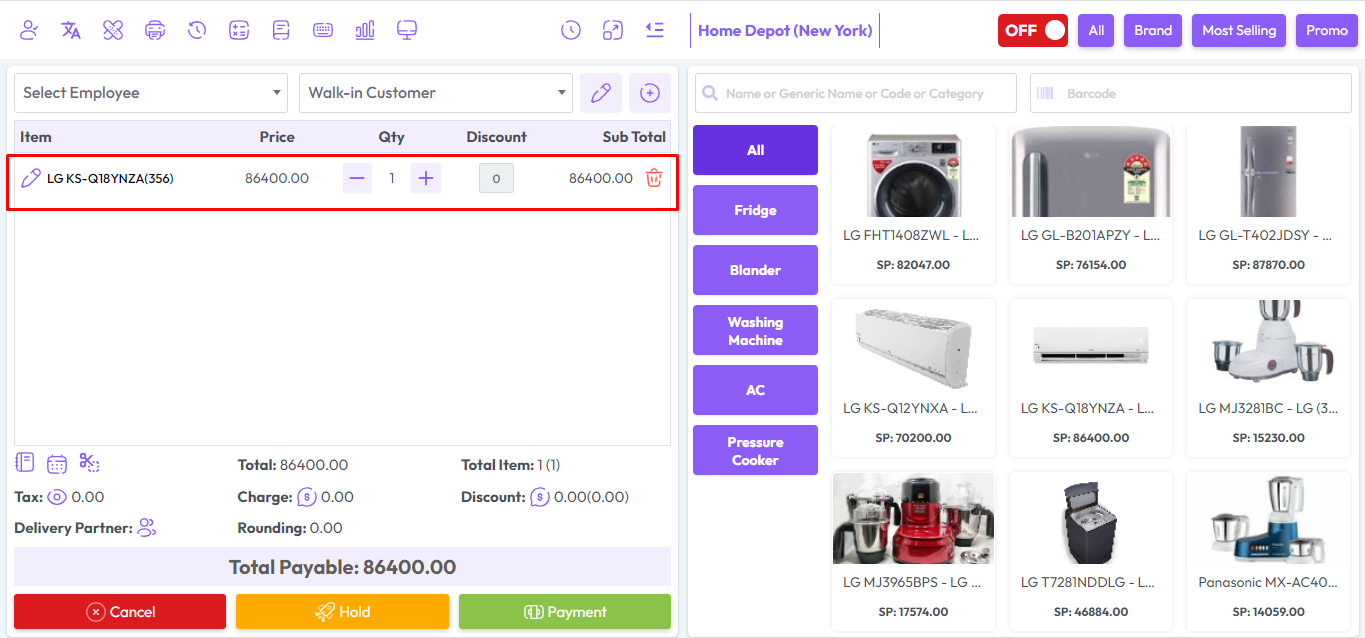 Home Depot (New York)
OFF
All
Brand
Most Selling
Promo
Select Employee
Walk-in Customer
Item Price Qty Discount Sub Total
LG KS-Q18YNZA(356) 86400.00 1 0 86400.00
Total: 86400.00
Total Item: 1 (1)
Tax: 0.00
Charge: 0.00
Discount: 0.00(0.00)
Delivery Partner:
Rounding: 0.00
Total Payable: 86400.00
Cancel
Hold
Payment
Name or Generic Name or Code or Category
Barcode
All
Fridge
Blander
Washing
Machine
AC
Pressure
Cooker
LG FHT1408ZWL - L...
SP: 82047.00
LG GL-B201APZY - L...
SP: 76154.00
LG GL-T402JDSY - ...
SP: 87870.00
LG KS-Q12YNXA - L...
SP: 70200.00
LG KS-Q18YNZA - L...
SP: 86400.00
LG MJ3281BC - LG (3...
SP: 15230.00
LG MJ3965BPS - LG ...
SP: 17574.00
LG T7281NDDLG - L...
SP: 46884.00
Panasonic MX-AC40...
SP: 14059.00